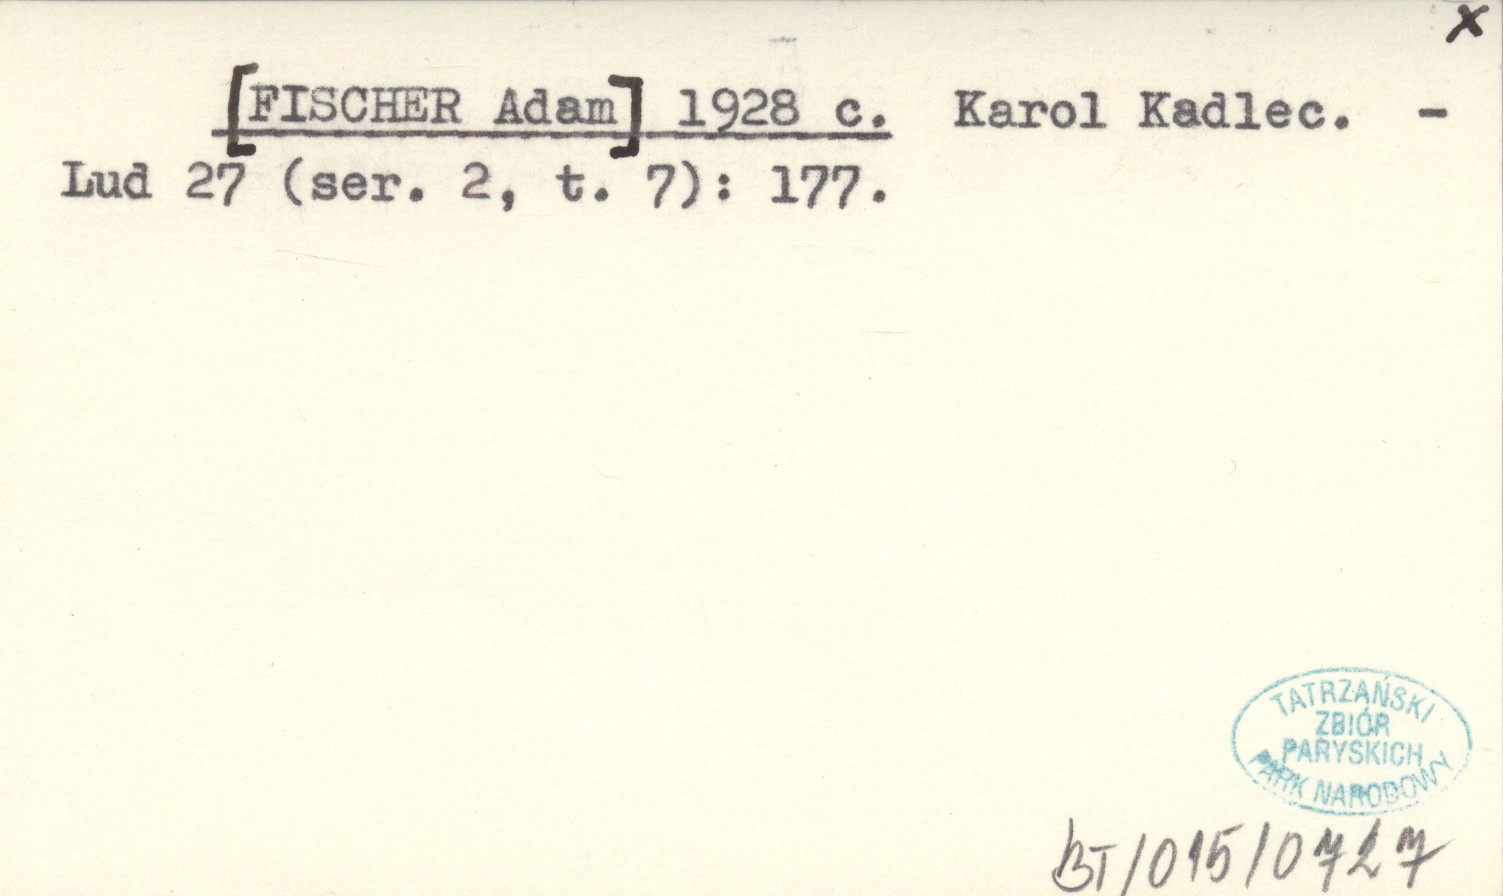 x
[FISCHER Adam] 1928 c. Karol Kadlec. -
Lud 27 (ser. 2, t. 7): 177.
TATRZAŃSKI
ZBIÓR
PARYSKICH
PARK NARODOWY
BT/015/0727